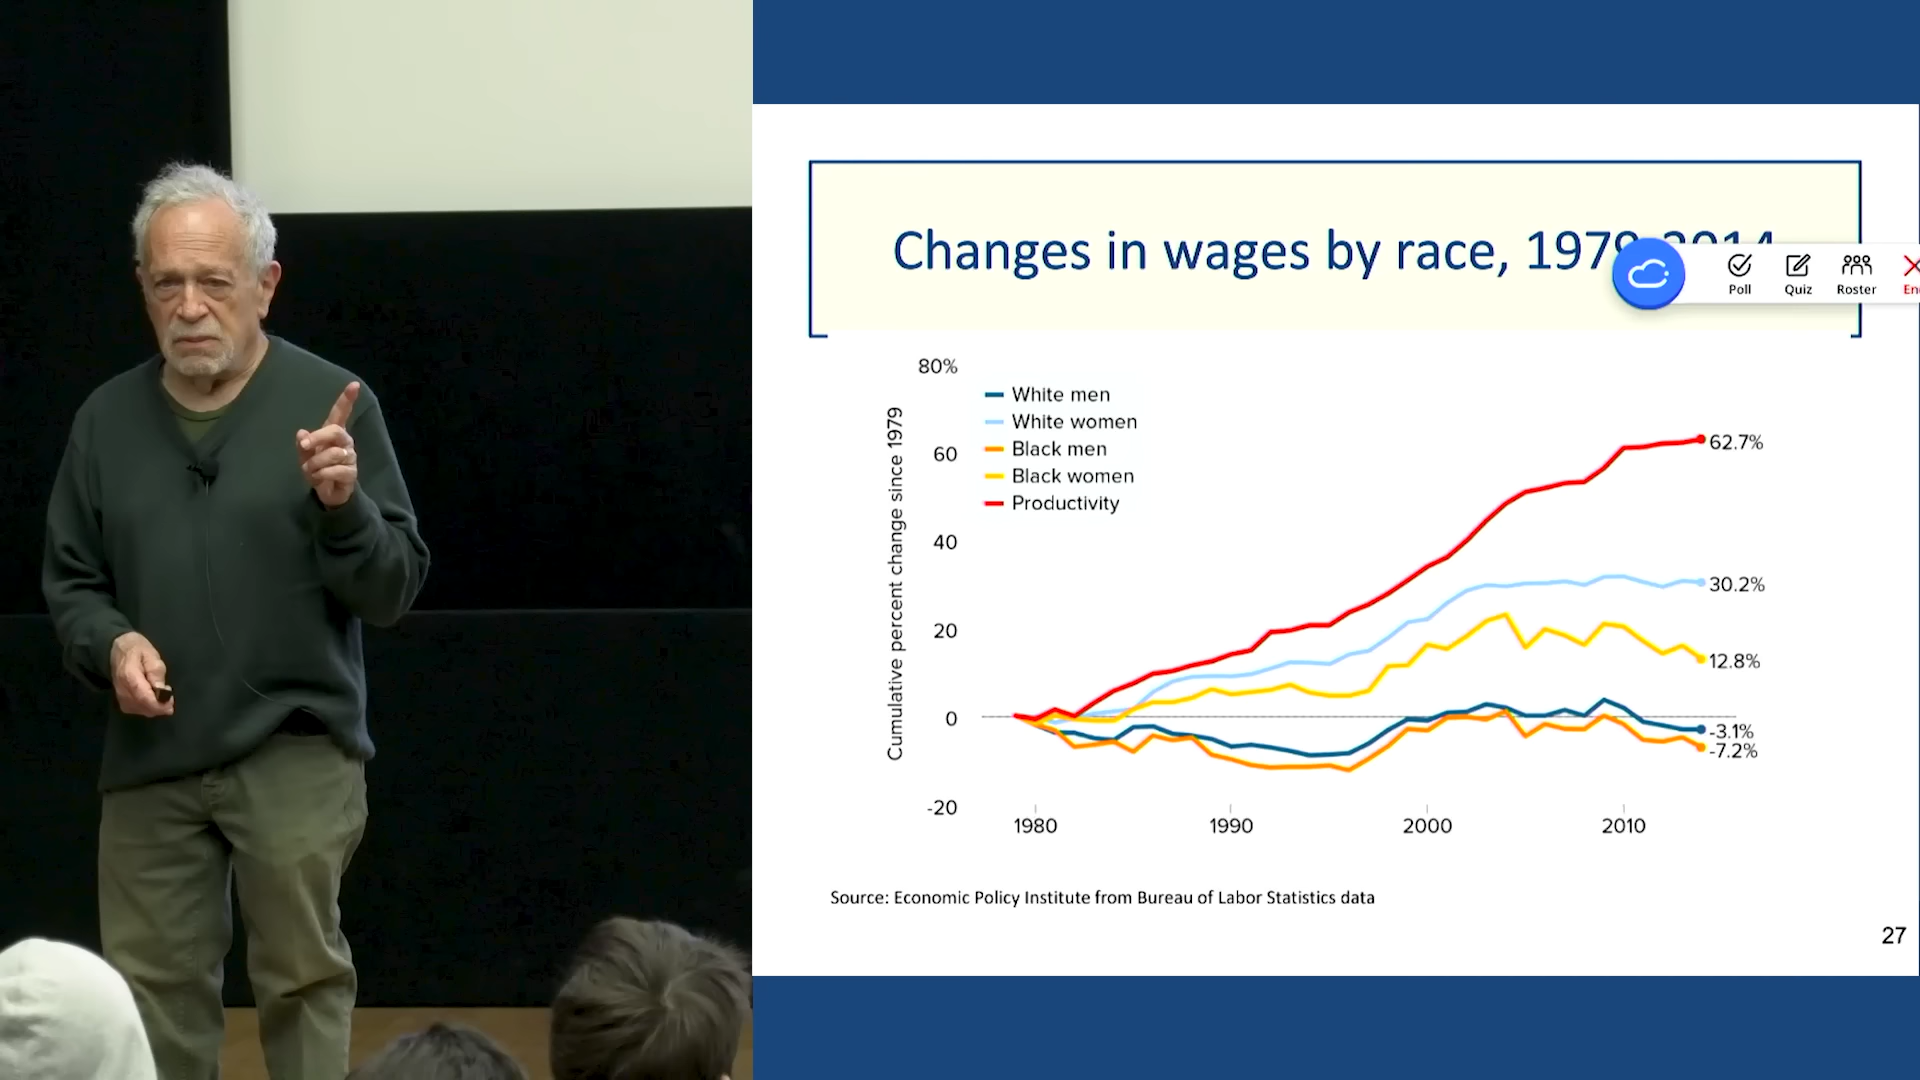 Changes in wages by race, 1979-2014
Poll
Quiz
Roster
80%
White men
White women
Black men
Black women
Productivity
60
40
20
0
-20
Cumulative percent change since 1979
62.7%
30.2%
12.8%
-3.1%
-7.2%
1980
1990
2000
2010
Source: Economic Policy Institute from Bureau of Labor Statistics data
27